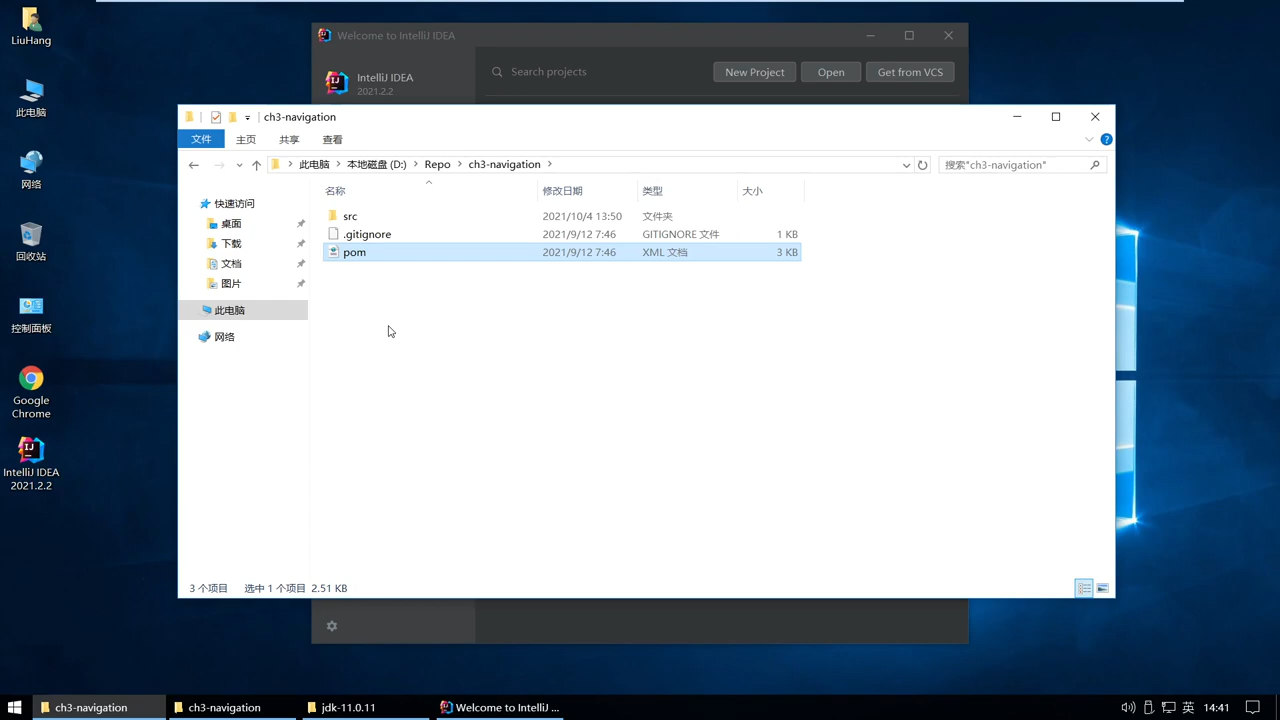 LiuHang
此电脑
网络
回收站
控制面板
Google
Chrome
IntelliJ IDEA
2021.2.2
Welcome to IntelliJ IDEA
IntelliJ IDEA
2021.2.2
Search projects
New Project
Open
Get from VCS
ch3-navigation
文件
主页
共享
查看
此电脑
本地磁盘 (D:)
Repo
ch3-navigation
搜索"ch3-navigation"
快速访问
桌面
下载
文档
图片
此电脑
网络
名称 修改日期 类型 大小
src 2021/10/4 13:50 文件夹
.gitignore 2021/9/12 7:46 GITIGNORE 文件 1 KB
pom 2021/9/12 7:46 XML 文档 3 KB
3 个项目 选中 1 个项目 2.51 KB
ch3-navigation
ch3-navigation
jdk-11.0.11
Welcome to IntelliJ ...
英
14:41